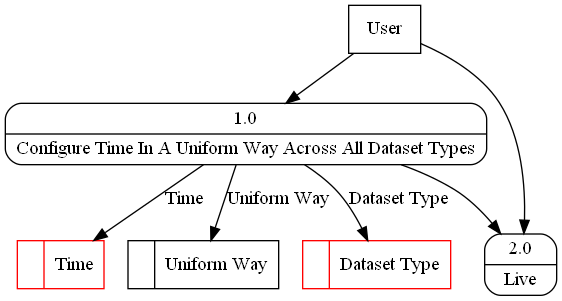 User
1.0
Configure Time In A Uniform Way Across All Dataset Types
Time
Uniform Way
Dataset Type
Time
Uniform Way
Dataset Type
2.0
Live